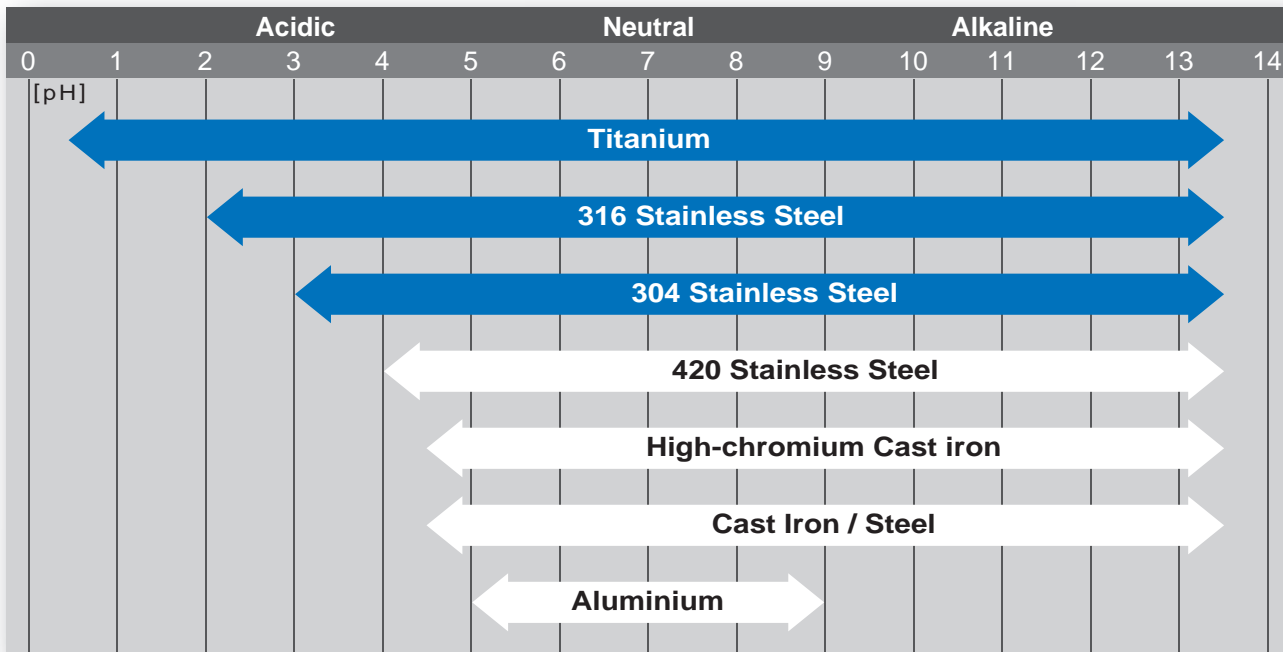 Acidic Neutral Alkaline
0 1 2 3 4 5 6 7 8 9 10 11 12 13 14
[pH]
Titanium
316 Stainless Steel
304 Stainless Steel
420 Stainless Steel
High-chromium Cast iron
Cast Iron / Steel
Aluminium